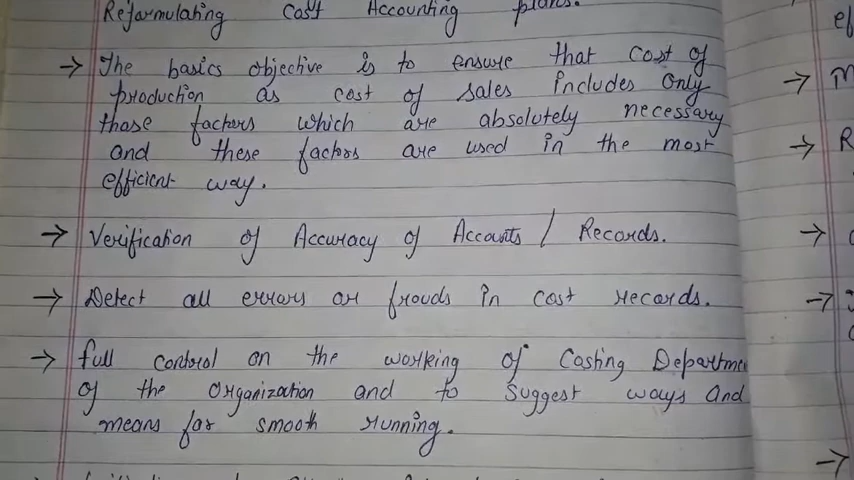 Reformulating cost Accounting plans.
→ The basics objective is to ensure that cost of
production as cost of sales includes only
those factors which are absolutely necessary
and these factors are used in the most
efficient way.
→ Verification of Accuracy of Accounts / Records.
→ Detect all errors or frouds in cost records.
→ full control on the working of Costing Departme
of the Organization and to suggest ways and
means for smooth running.